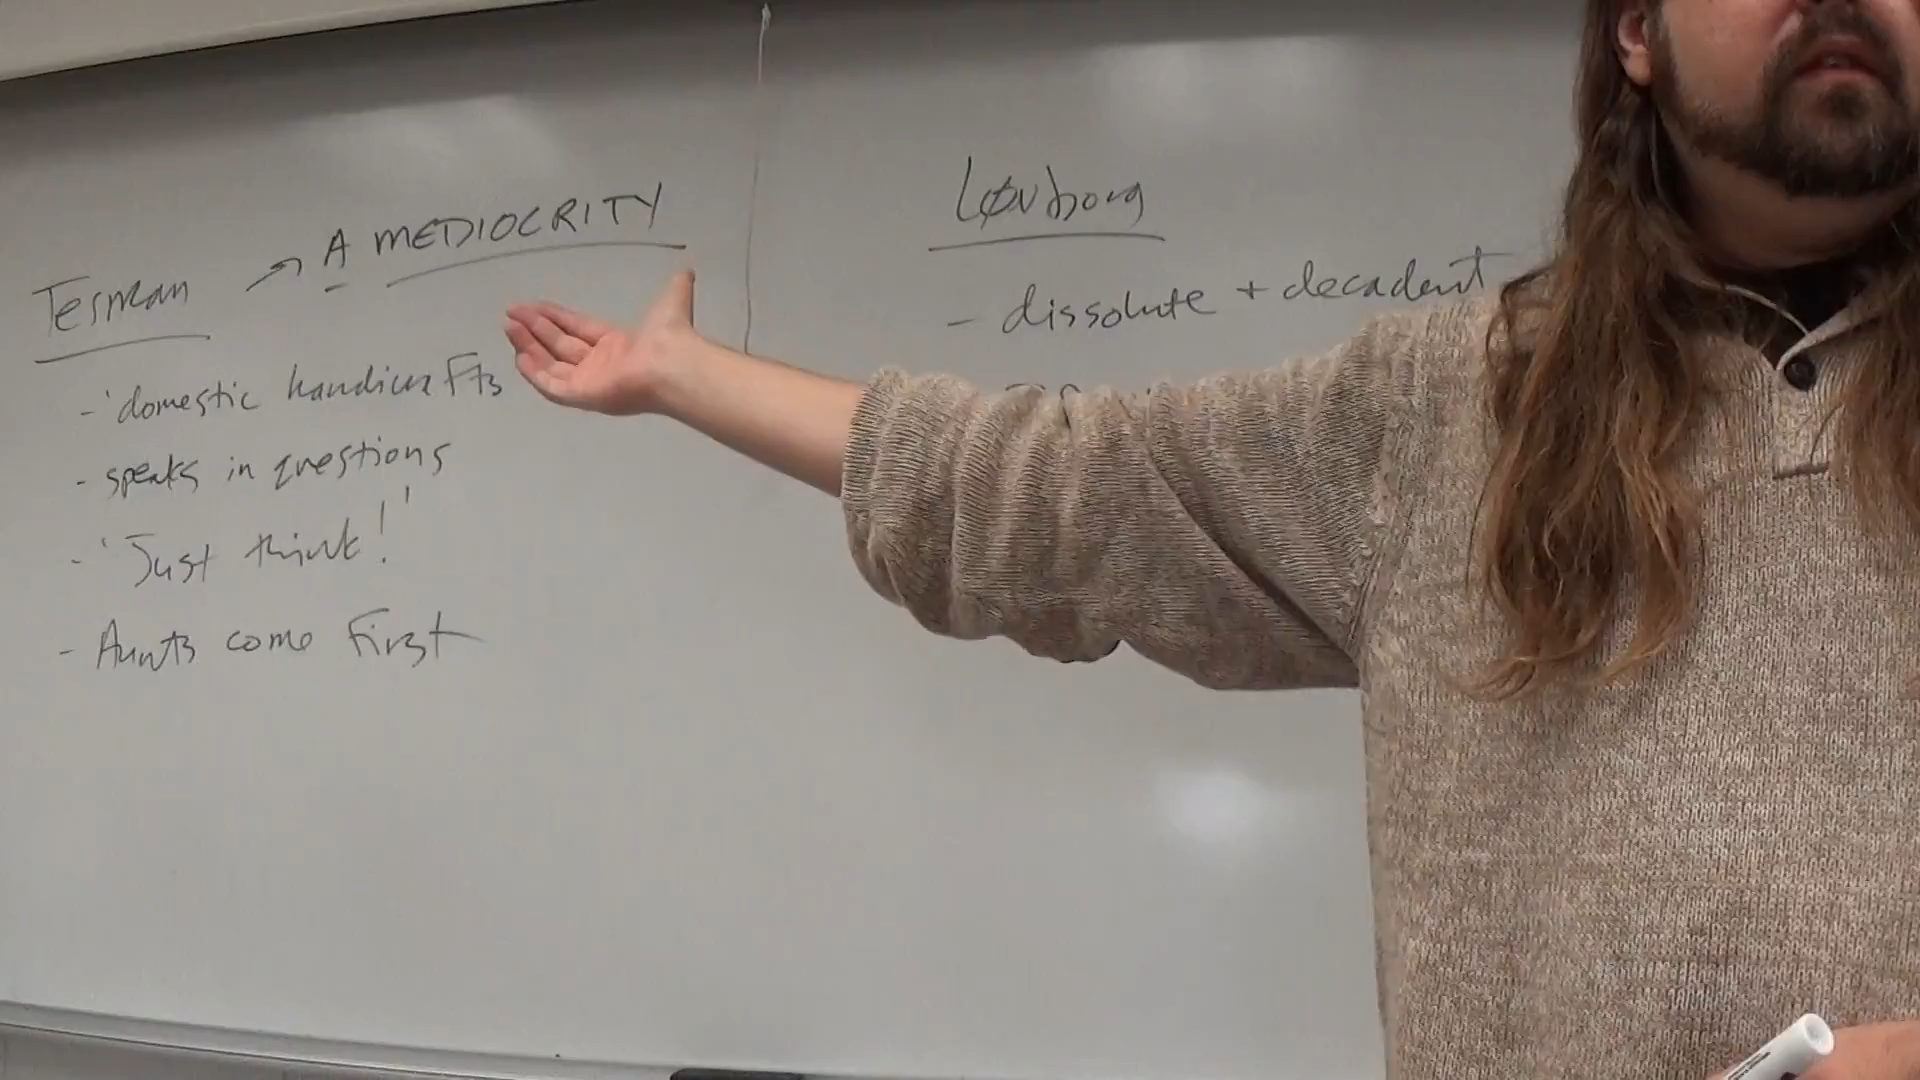 Tesman → A MEDIOCRITY
- 'domestic handicrafts
- speaks in questions
- 'Just think!'
- Aunts come first
Løvborg
- dissolute + decadent